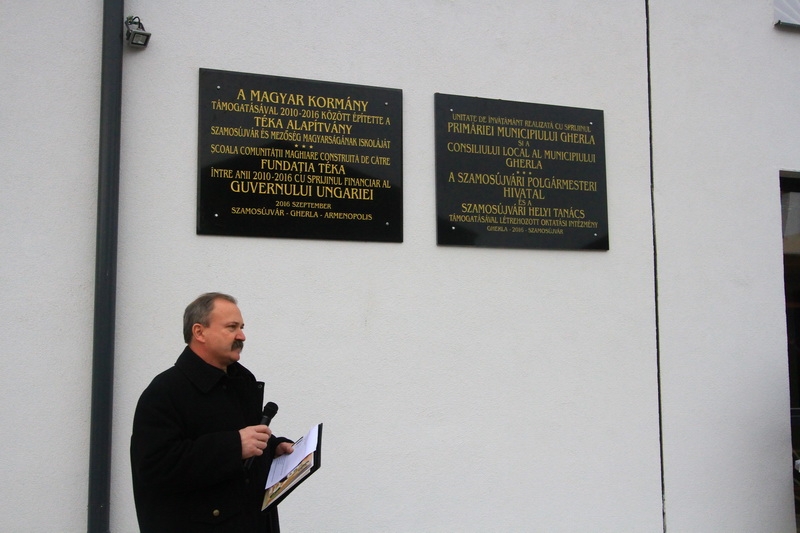 A MAGYAR KORMÁNY
TÁMOGATÁSÁVAL 2010-2016 KÖZÖTT ÉPÍTETTE A
TÉKA ALAPÍTVÁNY
SZAMOSÚJVÁR ÉS MEZŐSÉG MAGYARSÁGÁNAK ISKOLÁJÁT
* * *
ȘCOALA COMUNITĂȚII MAGHIARE CONSTRUITĂ DE CĂTRE
FUNDAȚIA TÉKA
ÎNTRE ANII 2010-2016 CU SPRIJINUL FINANCIAR AL
GUVERNULUI UNGARIEI
2016 SZEPTEMBER
SZAMOSÚJVÁR - GHERLA - ARMENOPOLIS
UNITATE DE ÎNVĂȚĂMÂNT REALIZATĂ CU SPRIJINUL
PRIMĂRIEI MUNICIPIULUI GHERLA
ȘI A
CONSILIULUI LOCAL AL MUNICIPIULUI
GHERLA
* * *
A SZAMOSÚJVÁRI POLGÁRMESTERI
HIVATAL
ÉS A
SZAMOSÚJVÁRI HELYI TANÁCS
TÁMOGATÁSÁVAL LÉTREHOZOTT OKTATÁSI INTÉZMÉNY
GHERLA - 2016 - SZAMOSÚJVÁR